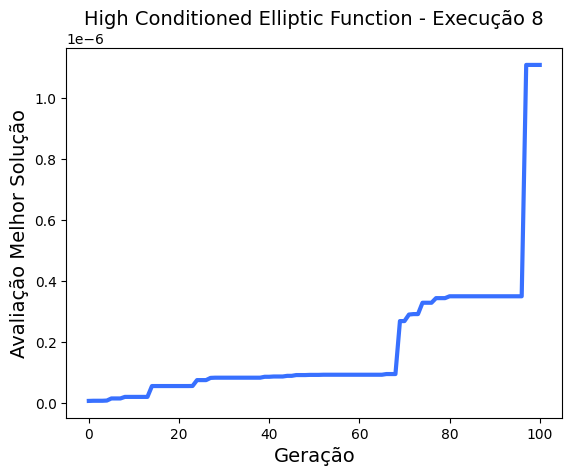 High Conditioned Elliptic Function - Execução 8
1e−6
Avaliação Melhor Solução
1.0
0.8
0.6
0.4
0.2
0.0
0 20 40 60 80 100
Geração